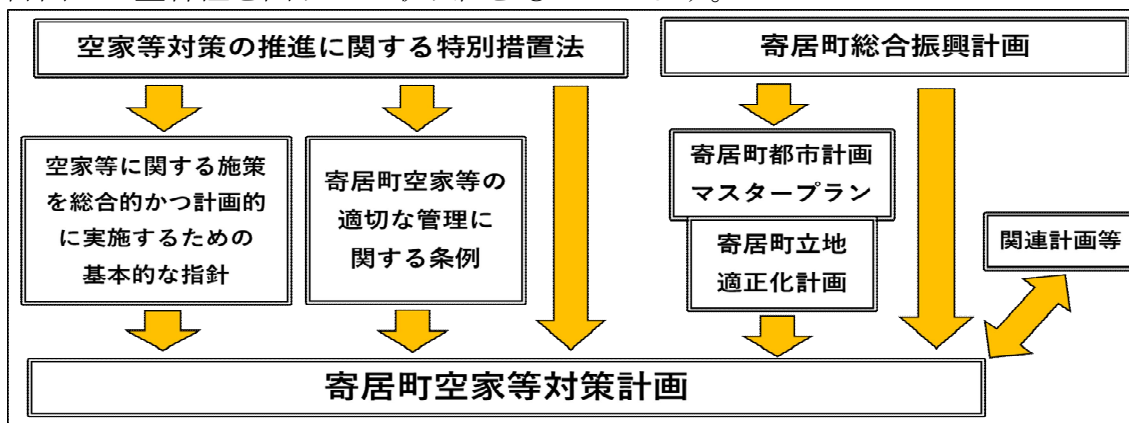 空家等対策の推進に関する特別措置法
寄居町総合振興計画
空家等に関する施策
を総合的かつ計画的
に実施するための
基本的な指針
寄居町空家等の
適切な管理に
関する条例
寄居町都市計画
マスタープラン
寄居町立地
適正化計画
関連計画等
寄居町空家等対策計画